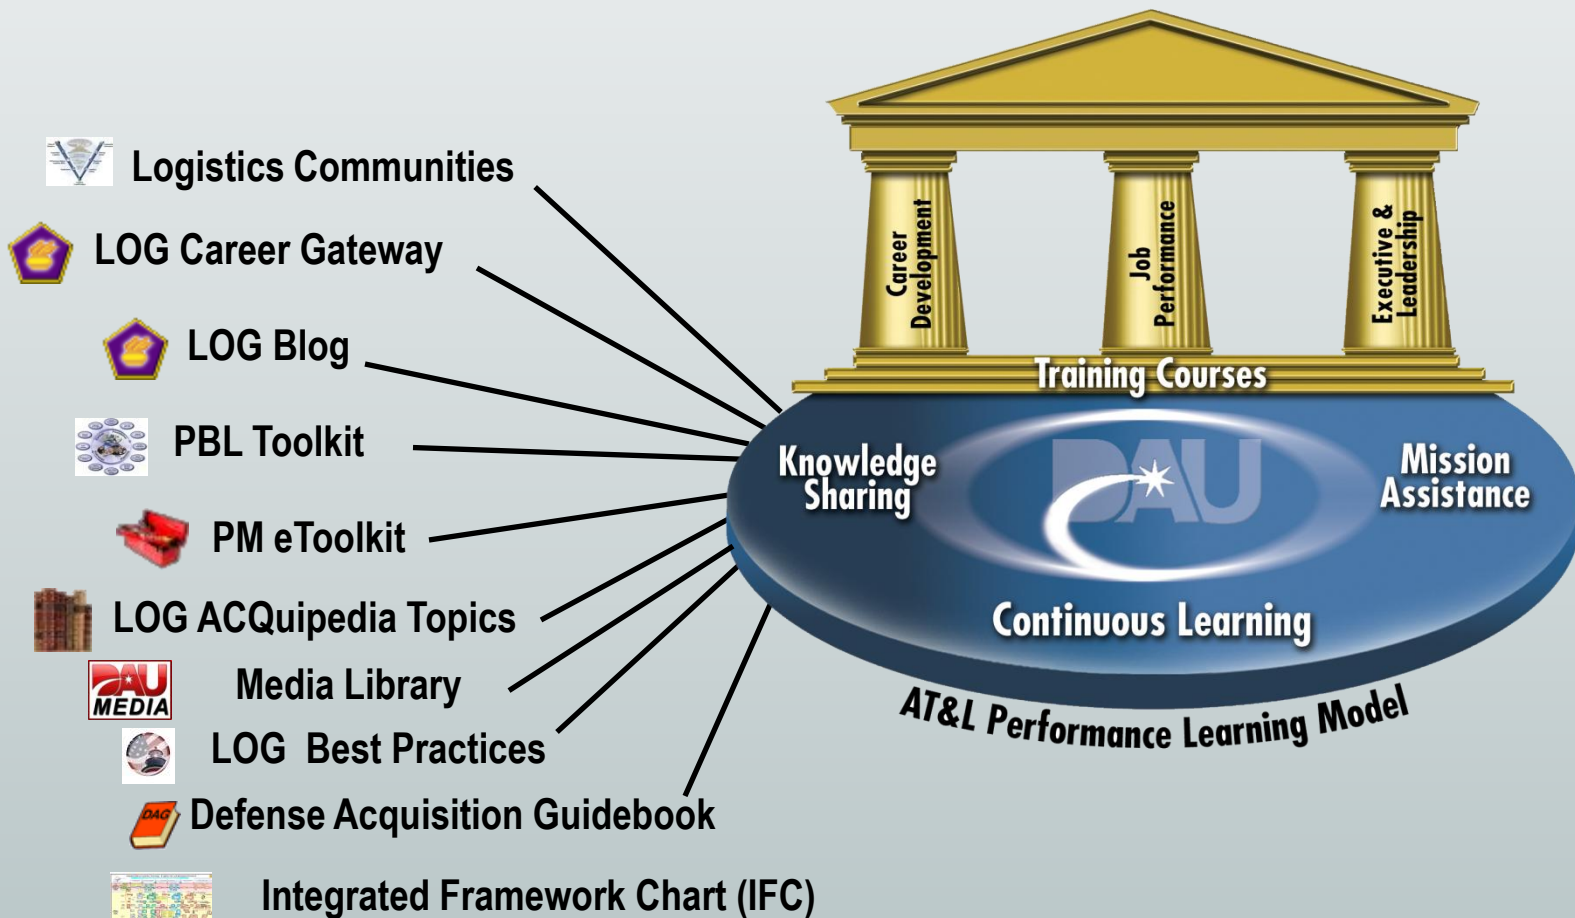 Logistics Communities
LOG Career Gateway
LOG Blog
PBL Toolkit
PM eToolkit
LOG ACQuipedia Topics
DAU
MEDIA
Media Library
LOG Best Practices
DAG
Defense Acquisition Guidebook
Integrated Framework Chart (IFC)
Career
Development
Job
Performance
Executive &
Leadership
Training Courses
Knowledge
Sharing
DAU
Mission
Assistance
Continuous Learning
AT&L Performance Learning Model